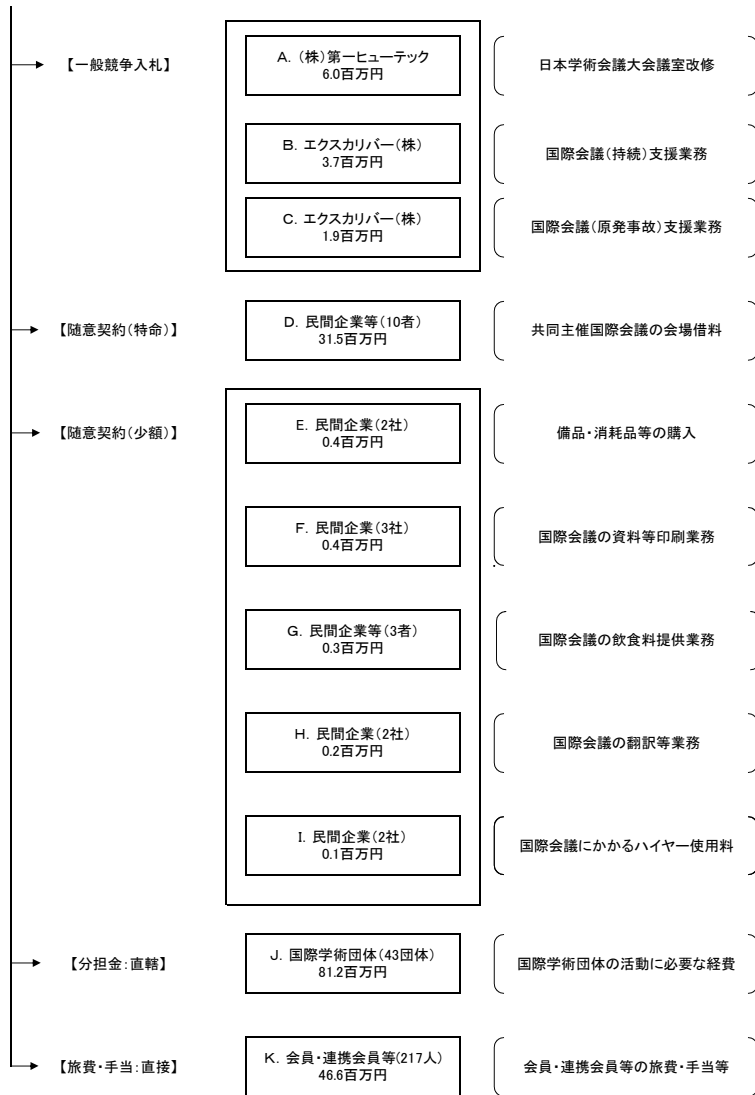 【一般競争入札】
A. (株)第一ヒューテック
6.0百万円
日本学術会議大会議室改修
B. エクスカリバー(株)
3.7百万円
国際会議(持続)支援業務
C. エクスカリバー(株)
1.9百万円
国際会議(原発事故)支援業務
【随意契約(特命)】
D. 民間企業等(10者)
31.5百万円
共同主催国際会議の会場借料
【随意契約(少額)】
E. 民間企業(2社)
0.4百万円
備品・消耗品等の購入
F. 民間企業(3社)
0.4百万円
国際会議の資料等印刷業務
G. 民間企業等(3者)
0.3百万円
国際会議の飲食料提供業務
H. 民間企業(2社)
0.2百万円
国際会議の翻訳等業務
I. 民間企業(2社)
0.1百万円
国際会議にかかるハイヤー使用料
【分担金:直轄】
J. 国際学術団体(43団体)
81.2百万円
国際学術団体の活動に必要な経費
【旅費・手当:直接】
K. 会員・連携会員等(217人)
46.6百万円
会員・連携会員等の旅費・手当等